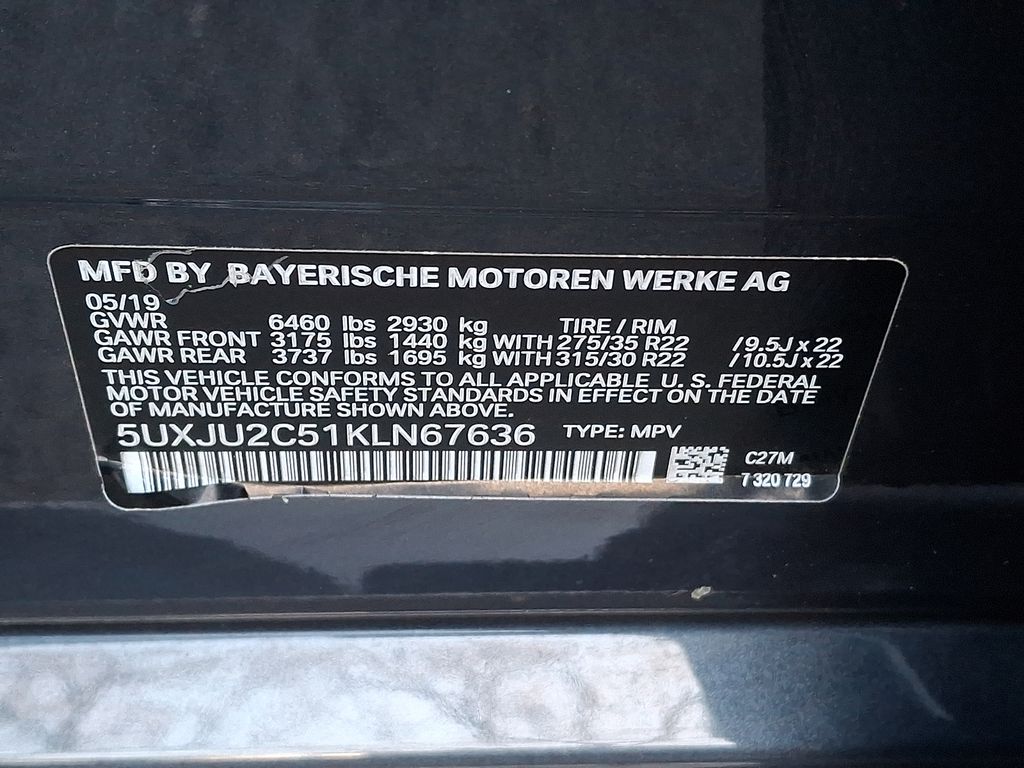 MFD BY BAYERISCHE MOTOREN WERKE AG
05/19
GVWR 6460 lbs 2930 kg TIRE / RIM
GAWR FRONT 3175 lbs 1440 kg WITH 275/35 R22 / 9.5J x 22
GAWR REAR 3737 lbs 1695 kg WITH 315/30 R22 / 10.5J x 22
THIS VEHICLE CONFORMS TO ALL APPLICABLE U. S. FEDERAL
MOTOR VEHICLE SAFETY STANDARDS IN EFFECT ON THE DATE
OF MANUFACTURE SHOWN ABOVE.
5UXJU2C51KLN67636 TYPE: MPV
C27M
7 320 729